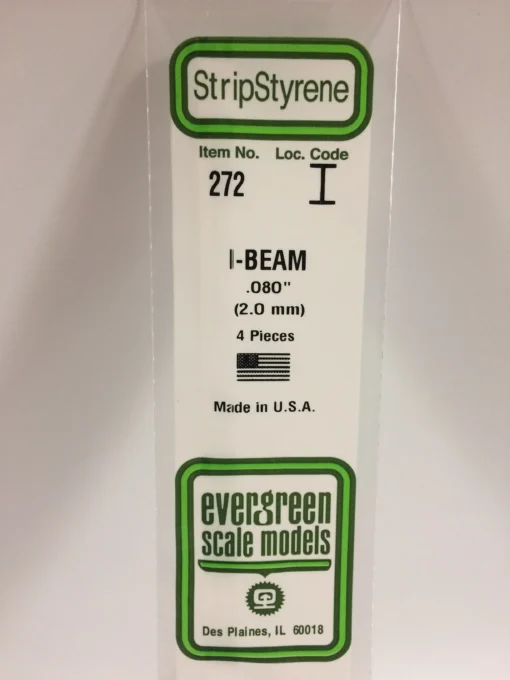 StripStyrene
Item No. Loc. Code
272 I
I-BEAM
.080"
(2.0 mm)
4 Pieces
Made in U.S.A.
evergreen
scale models
Des Plaines, IL 60018